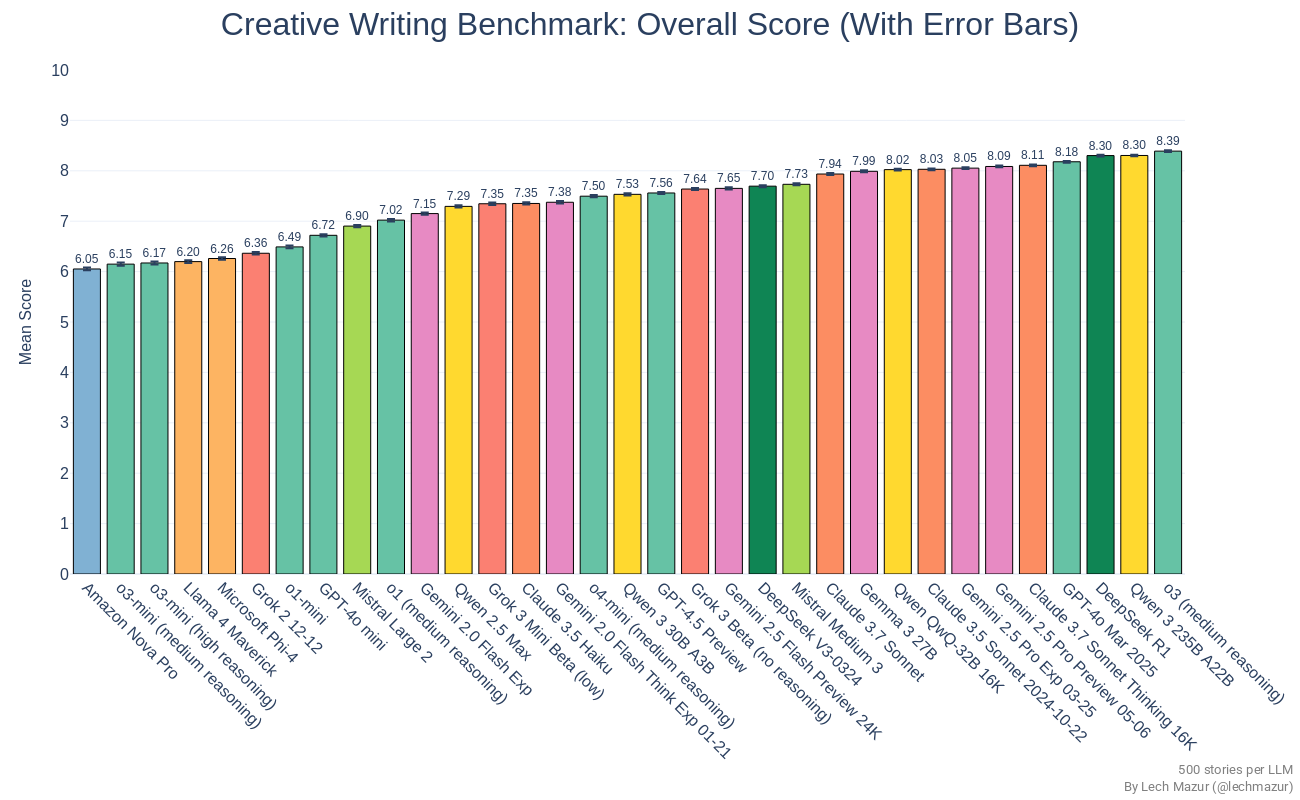 Creative Writing Benchmark: Overall Score (With Error Bars)
Mean Score
10
9
8
7
6
5
4
3
2
1
0
6.05
6.15
6.17
6.20
6.26
6.36
6.49
6.72
6.90
7.02
7.15
7.29
7.35
7.35
7.38
7.50
7.53
7.56
7.64
7.65
7.70
7.73
7.94
7.99
8.02
8.03
8.05
8.09
8.11
8.18
8.30
8.30
8.39
Amazon Nova Pro
o3-mini (medium reasoning)
o3-mini (high reasoning)
Llama 4 Maverick
Microsoft Phi-4
Grok 2 12-12
o1-mini
GPT-4o mini
Mistral Large 2
o1 (medium reasoning)
Gemini 2.0 Flash Exp
Qwen 2.5 Max
Grok 3 Mini Beta (low)
Claude 3.5 Haiku
Gemini 2.0 Flash Think Exp 01-21
o4-mini (medium reasoning)
Qwen 3 30B A3B
GPT-4.5 Preview
Grok 3 Beta (no reasoning)
Gemini 2.5 Flash Preview 24K
DeepSeek V3-0324
Mistral Medium 3
Claude 3.7 Sonnet
Gemma 3 27B
Qwen QwQ-32B 16K
Claude 3.5 Sonnet 2024-10-22
Gemini 2.5 Pro Exp 03-25
Gemini 2.5 Pro Preview 05-06
Claude 3.7 Sonnet Thinking 16K
GPT-4o Mar 2025
DeepSeek R1
Qwen 3 235B A22B
o3 (medium reasoning)
500 stories per LLM
By Lech Mazur (@lechmazur)